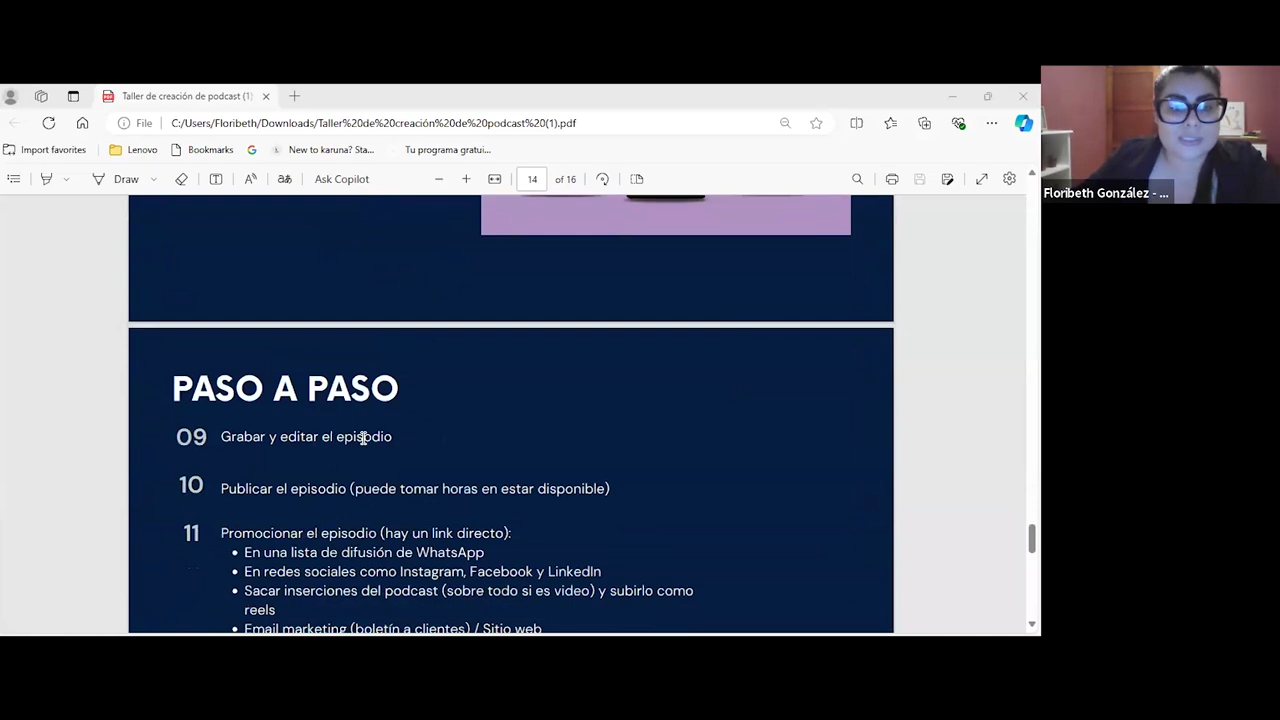 Taller de creación de podcast (1)
File
C:/Users/Floribeth/Downloads/Taller%20de%20creación%20de%20podcast%20(1).pdf
Import favorites
Lenovo
Bookmarks
New to karuna? Sta...
Tu programa gratui...
Draw
Ask Copilot
14
of 16
Floribeth González - ...
PASO A PASO
09 Grabar y editar el episodio
10 Publicar el episodio (puede tomar horas en estar disponible)
11 Promocionar el episodio (hay un link directo):
• En una lista de difusión de WhatsApp
• En redes sociales como Instagram, Facebook y LinkedIn
• Sacar inserciones del podcast (sobre todo si es video) y subirlo como
reels
• Email marketing (boletín a clientes) / Sitio web